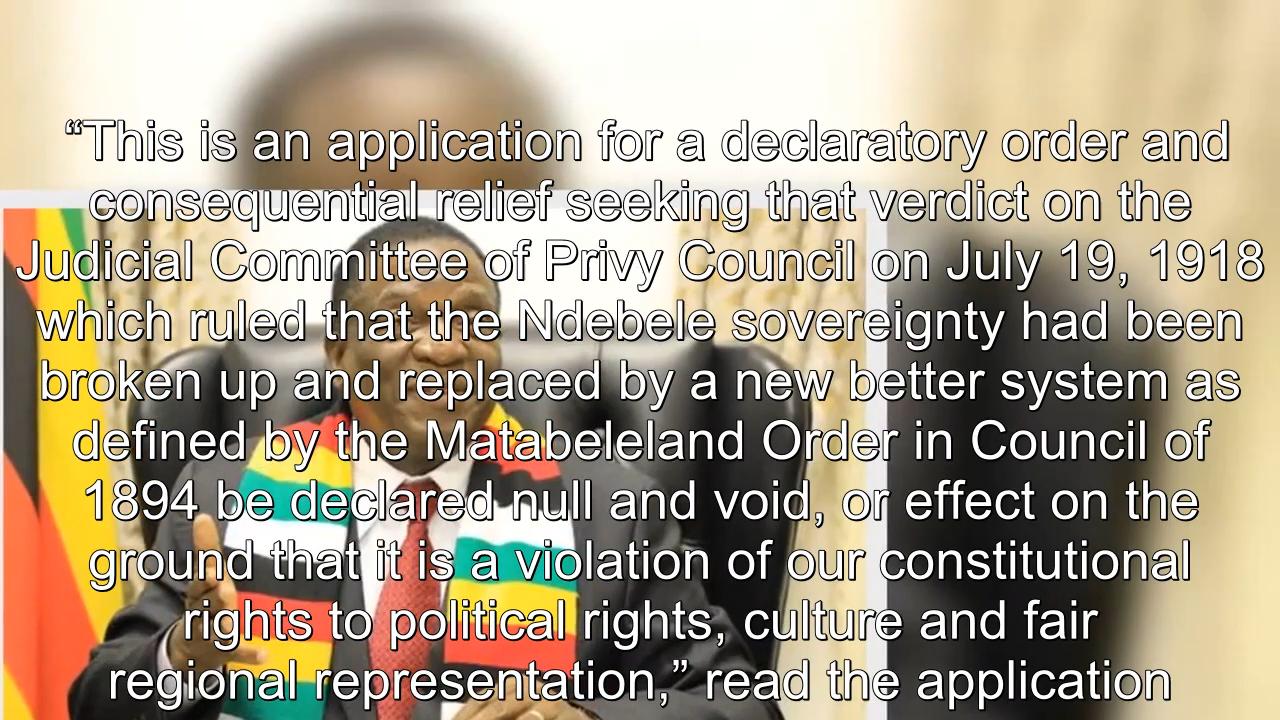 “This is an application for a declaratory order and
consequential relief seeking that verdict on the
Judicial Committee of Privy Council on July 19, 1918
which ruled that the Ndebele sovereignty had been
broken up and replaced by a new better system as
defined by the Matabeleland Order in Council of
1894 be declared null and void, or effect on the
ground that it is a violation of our constitutional
rights to political rights, culture and fair
regional representation,” read the application